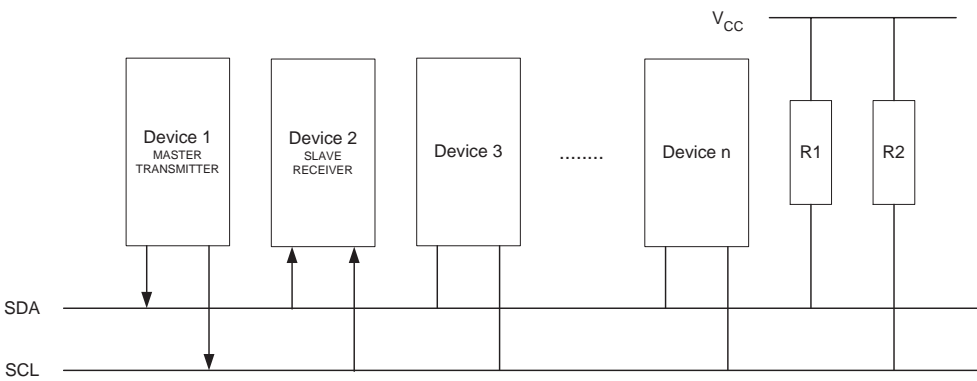 VCC
Device 1
MASTER
TRANSMITTER
Device 2
SLAVE
RECEIVER
Device 3
........
Device n
R1
R2
SDA
SCL